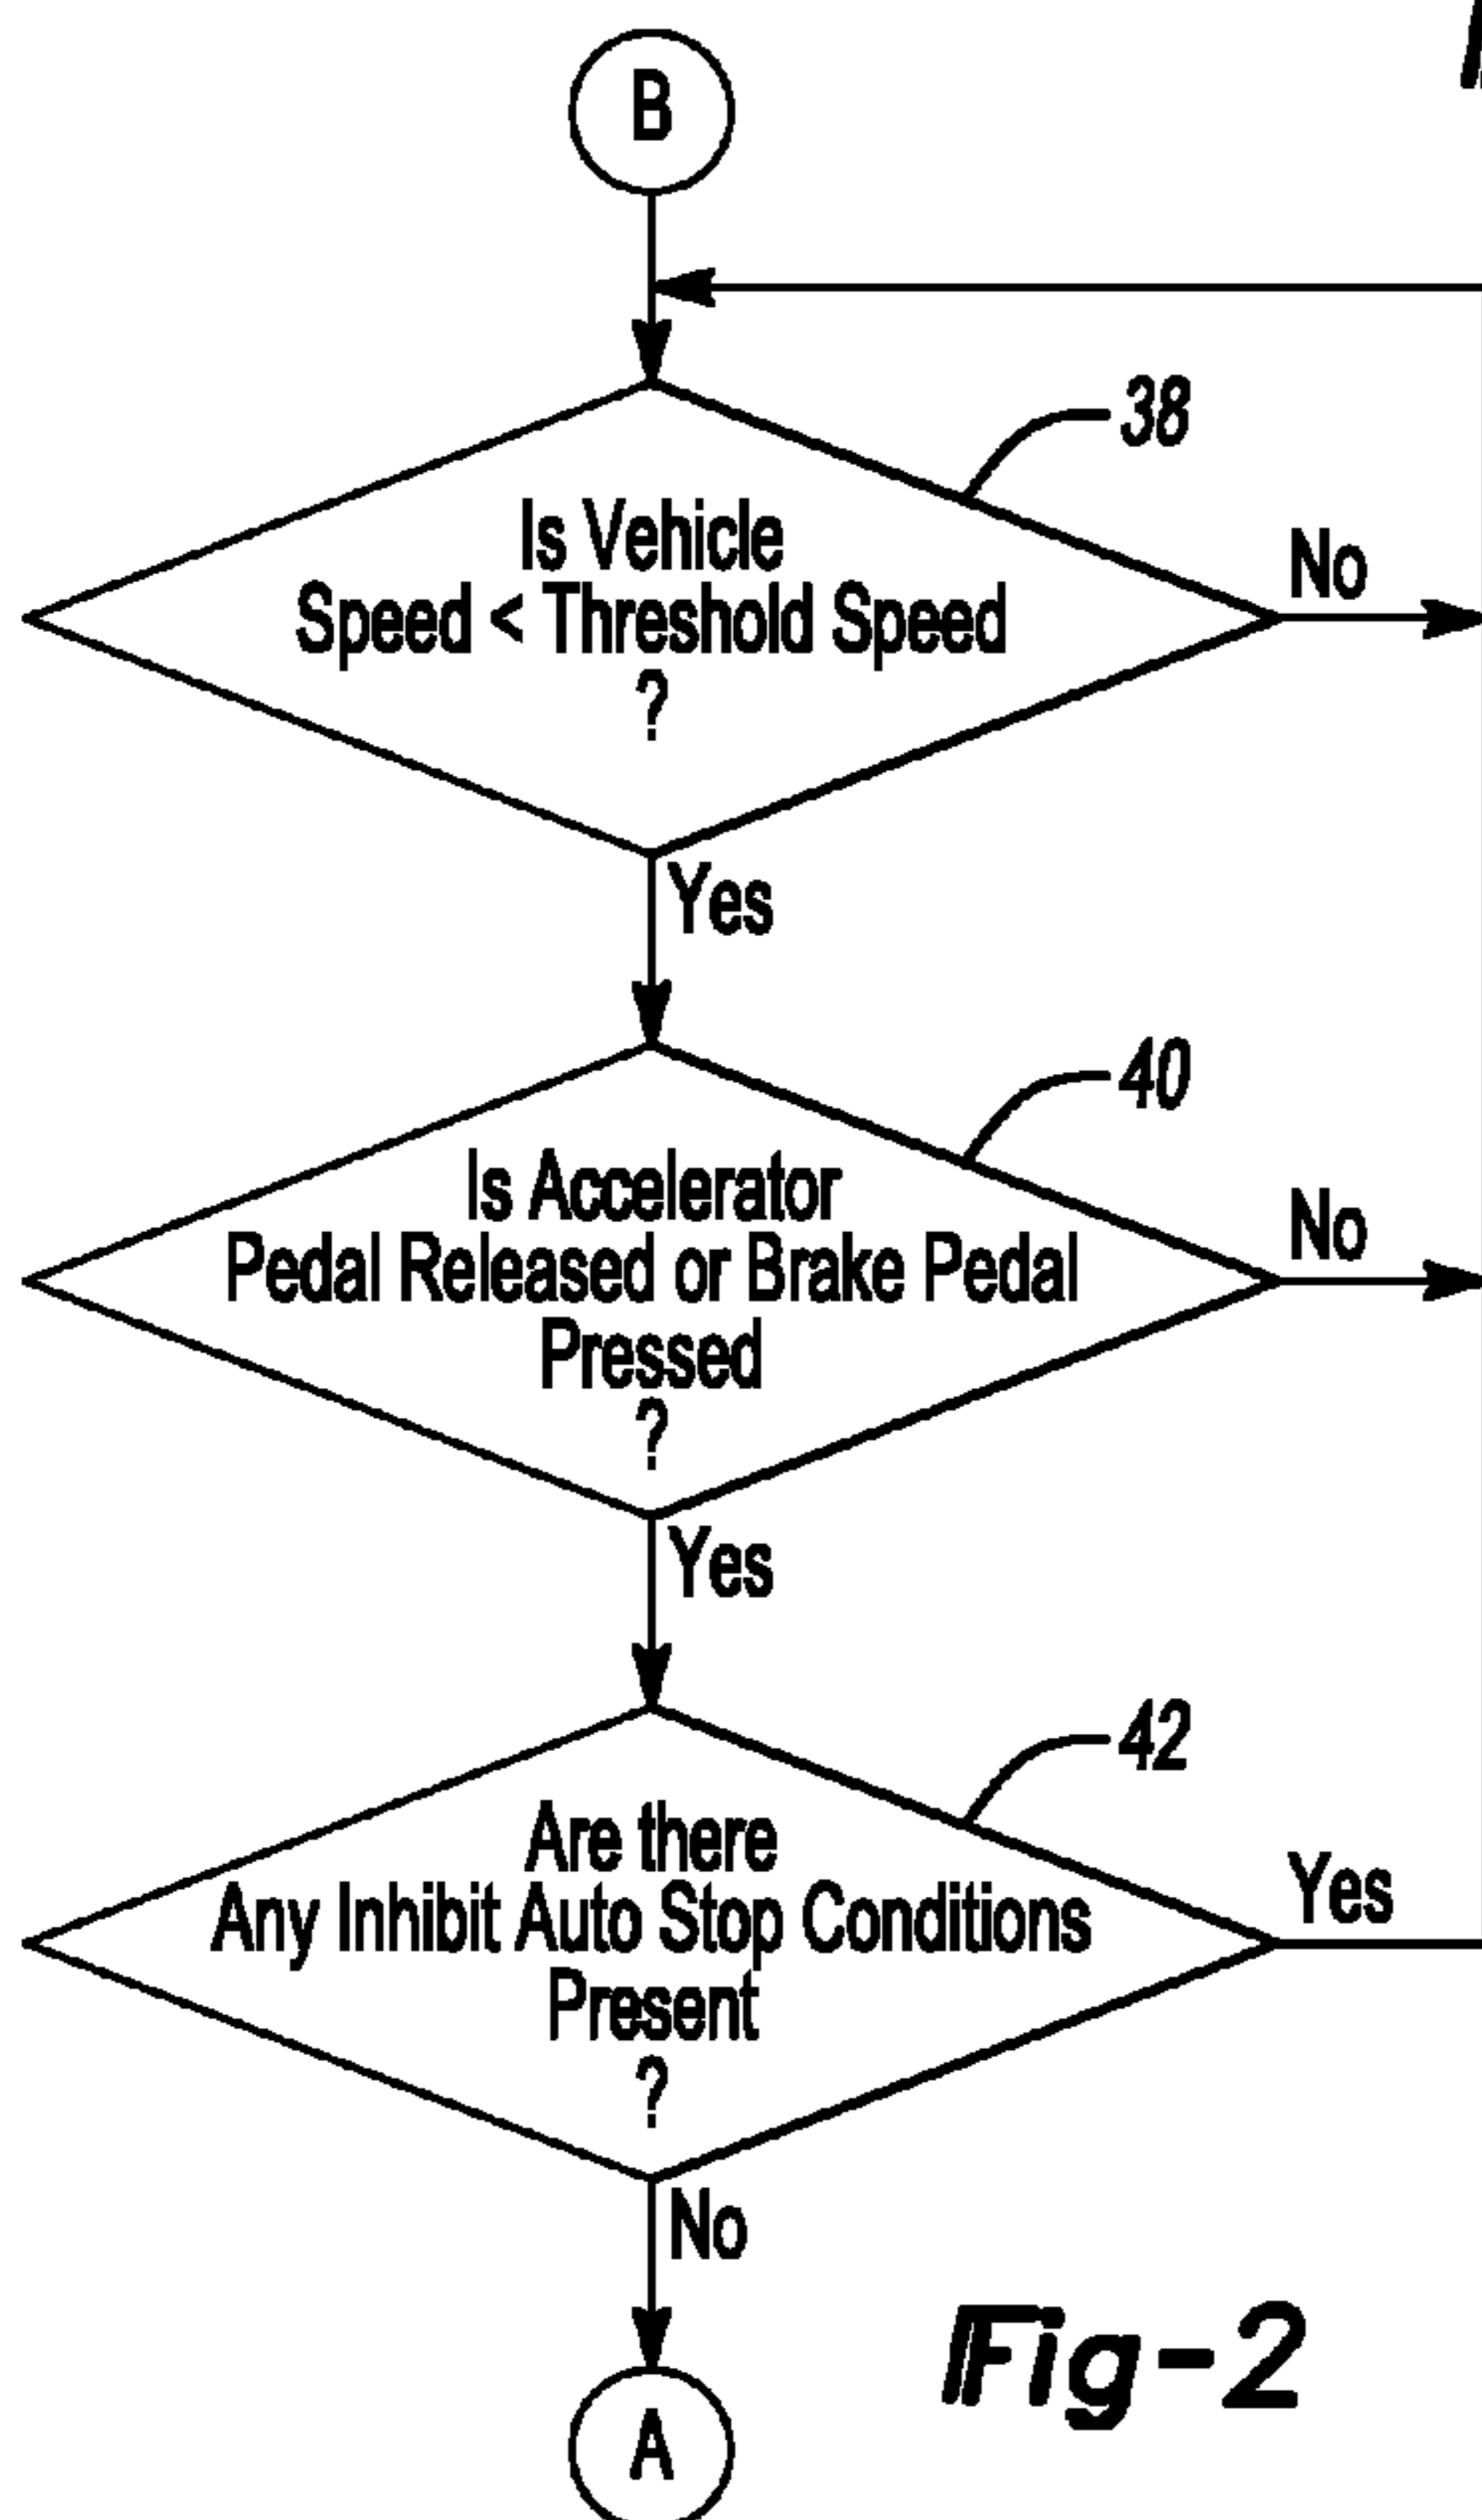 B
38
Is Vehicle
Speed < Threshold Speed
?
No
Yes
40
Is Accelerator
Pedal Released or Brake Pedal
Pressed
?
No
Yes
42
Are there
Any Inhibit Auto Stop Conditions
Present
?
Yes
No
Fig-2
A